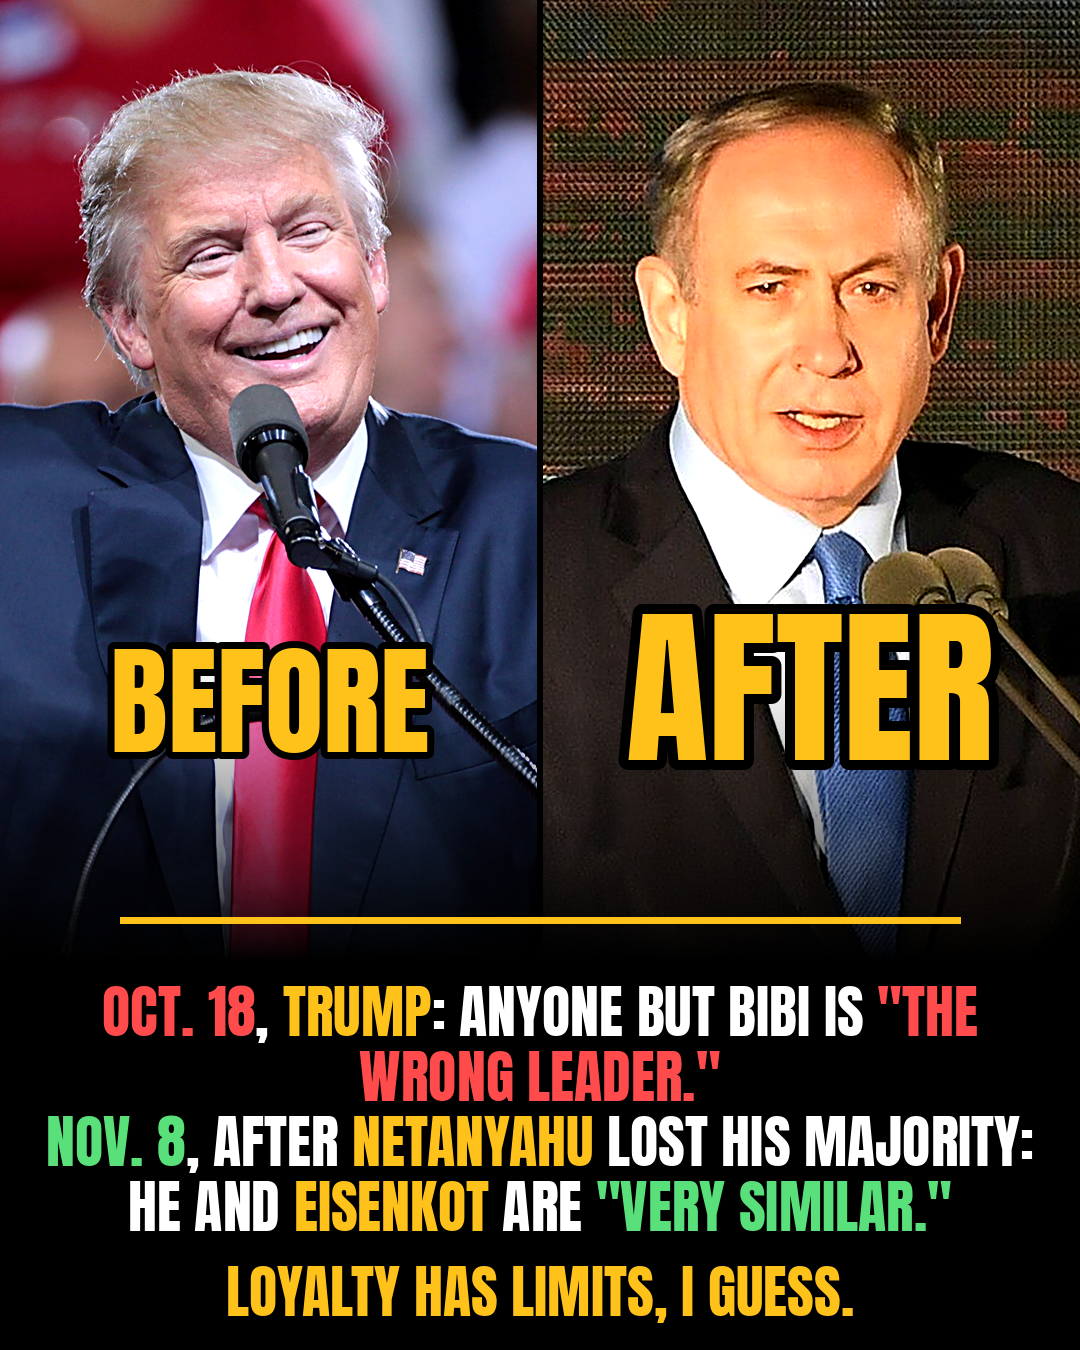 BEFORE
AFTER
OCT. 18, TRUMP: ANYONE BUT BIBI IS "THE
WRONG LEADER."
NOV. 8, AFTER NETANYAHU LOST HIS MAJORITY:
HE AND EISENKOT ARE "VERY SIMILAR."
LOYALTY HAS LIMITS, I GUESS.